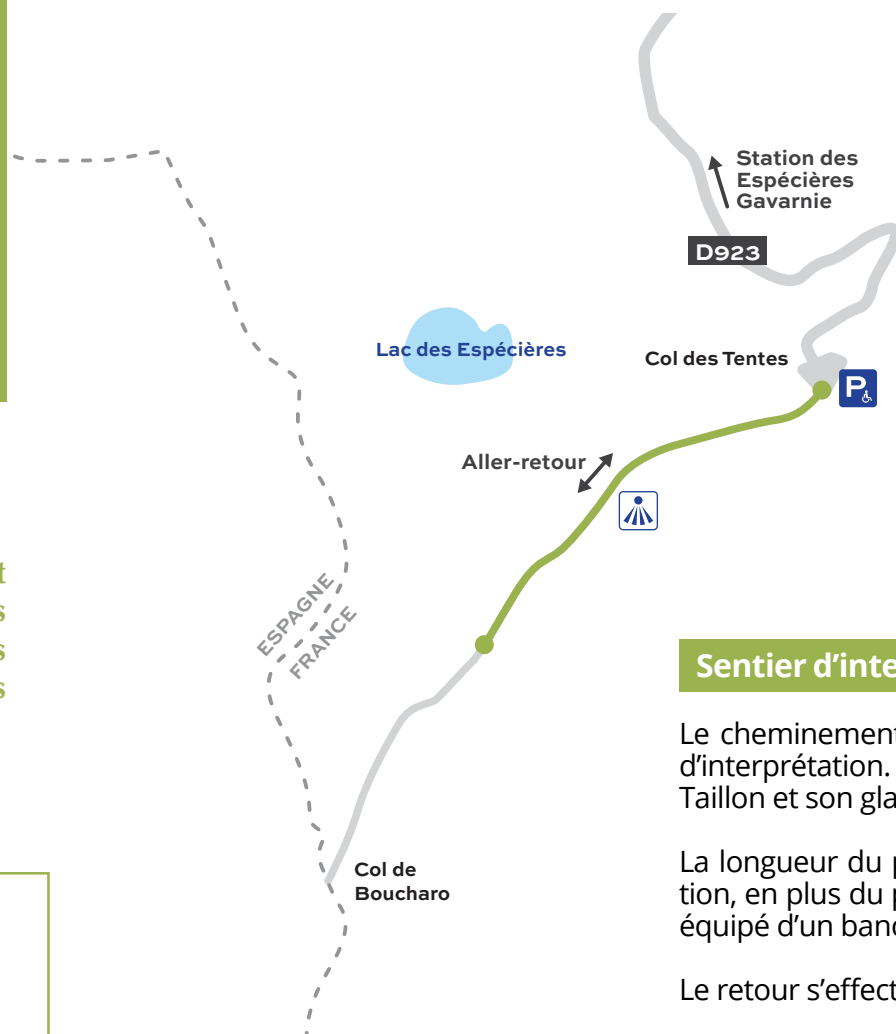 Station des
Espécières
Gavarnie
D923
Lac des Espécières
Col des Tentes
P
Aller-retour
ESPAGNE
FRANCE
t
s
s
s
Col de
Boucharo
Sentier d’inte
Le cheminement
d’interprétation.
Taillon et son gla
La longueur du p
tion, en plus du p
équipé d’un banc
Le retour s’effect